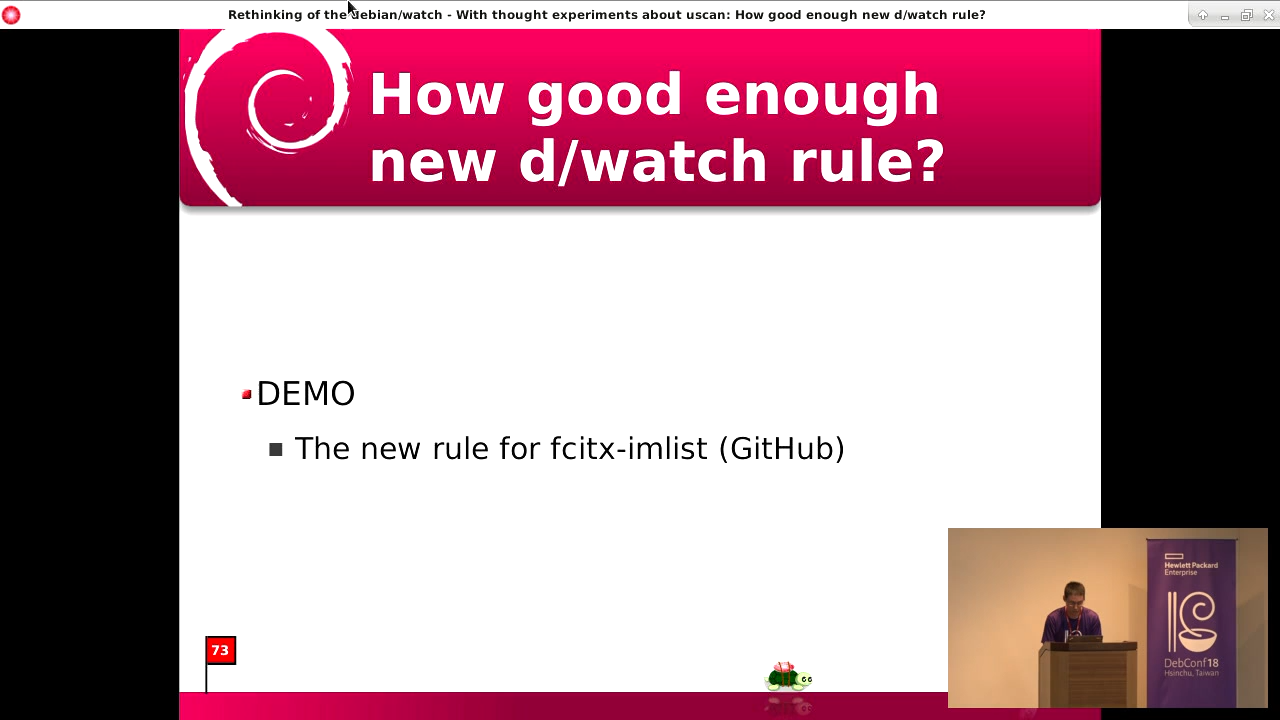 Rethinking of the debian/watch - With thought experiments about uscan: How good enough new d/watch rule?
How good enough
new d/watch rule?
DEMO
The new rule for fcitx-imlist (GitHub)
73
Hewlett Packard
Enterprise
DebConf18
Hsinchu, Taiwan